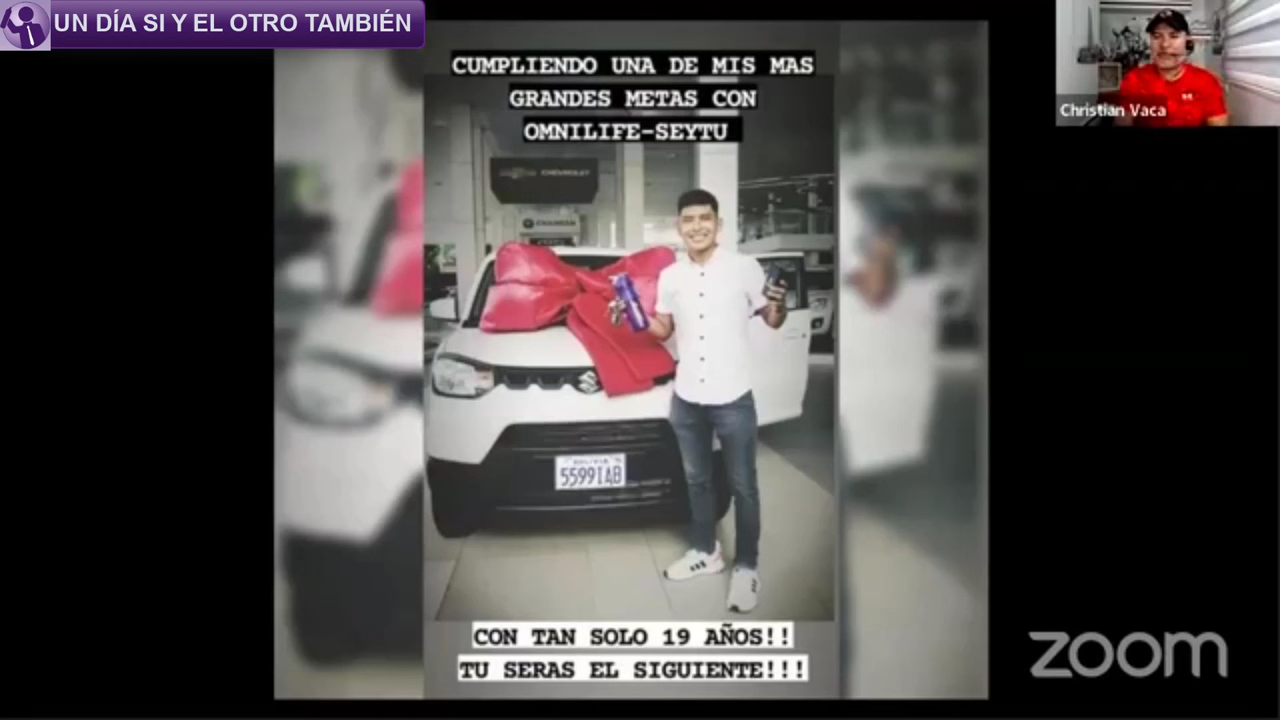 UN DÍA SI Y EL OTRO TAMBIÉN
CUMPLIENDO UNA DE MIS MAS
GRANDES METAS CON
OMNILIFE-SEYTU
Christian Vaca
CHEVROLET
BOLIVIA
5599IAB
CON TAN SOLO 19 AÑOS!!
TU SERAS EL SIGUIENTE!!!
zoom